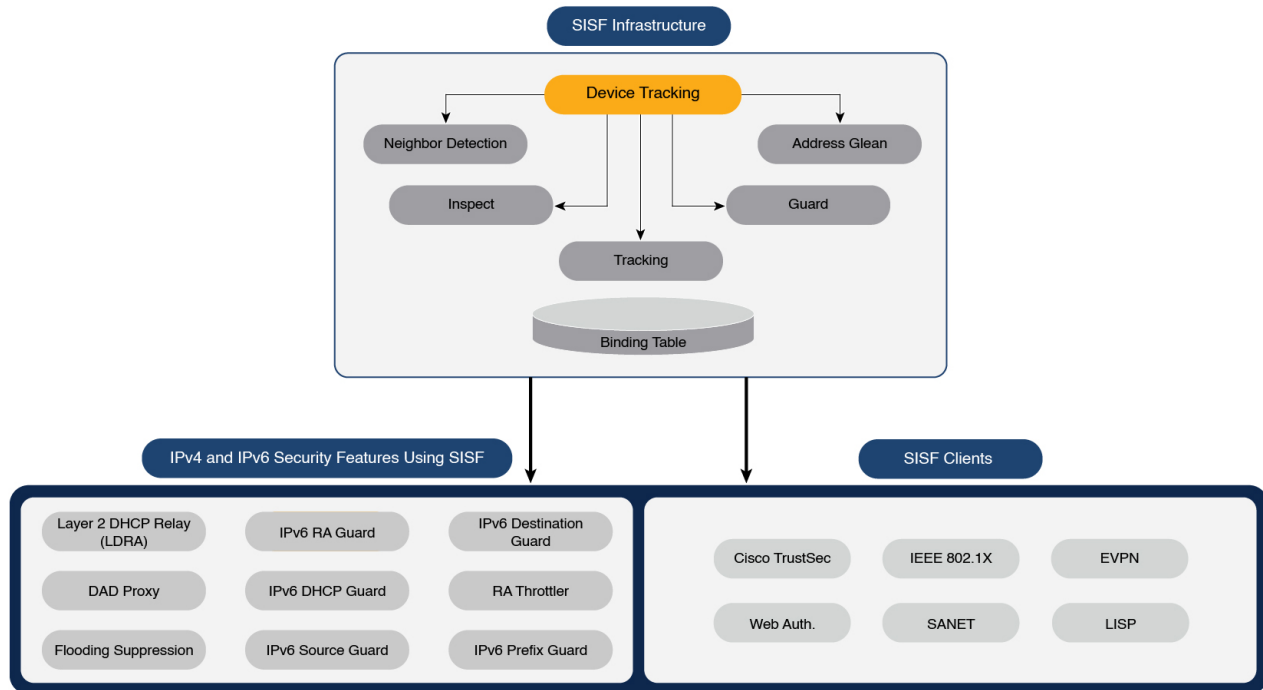 SISF Infrastructure
Device Tracking
Neighbor Detection
Address Glean
Inspect
Guard
Tracking
Binding Table
IPv4 and IPv6 Security Features Using SISF
SISF Clients
Layer 2 DHCP Relay
(LDRA)
IPv6 RA Guard
IPv6 Destination
Guard
DAD Proxy
IPv6 DHCP Guard
RA Throttler
Flooding Suppression
IPv6 Source Guard
IPv6 Prefix Guard
Cisco TrustSec
IEEE 802.1X
EVPN
Web Auth.
SANET
LISP